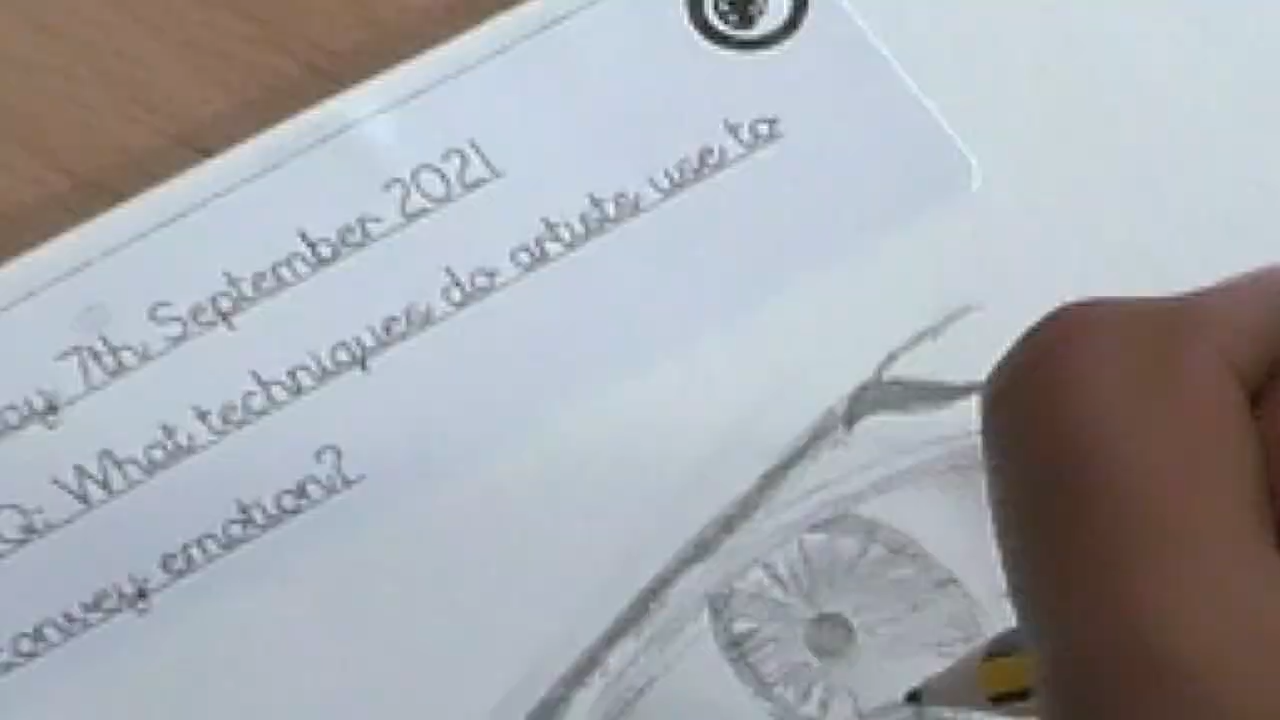 7th September 2021
Q: What techniques do artists use to
convey emotion?